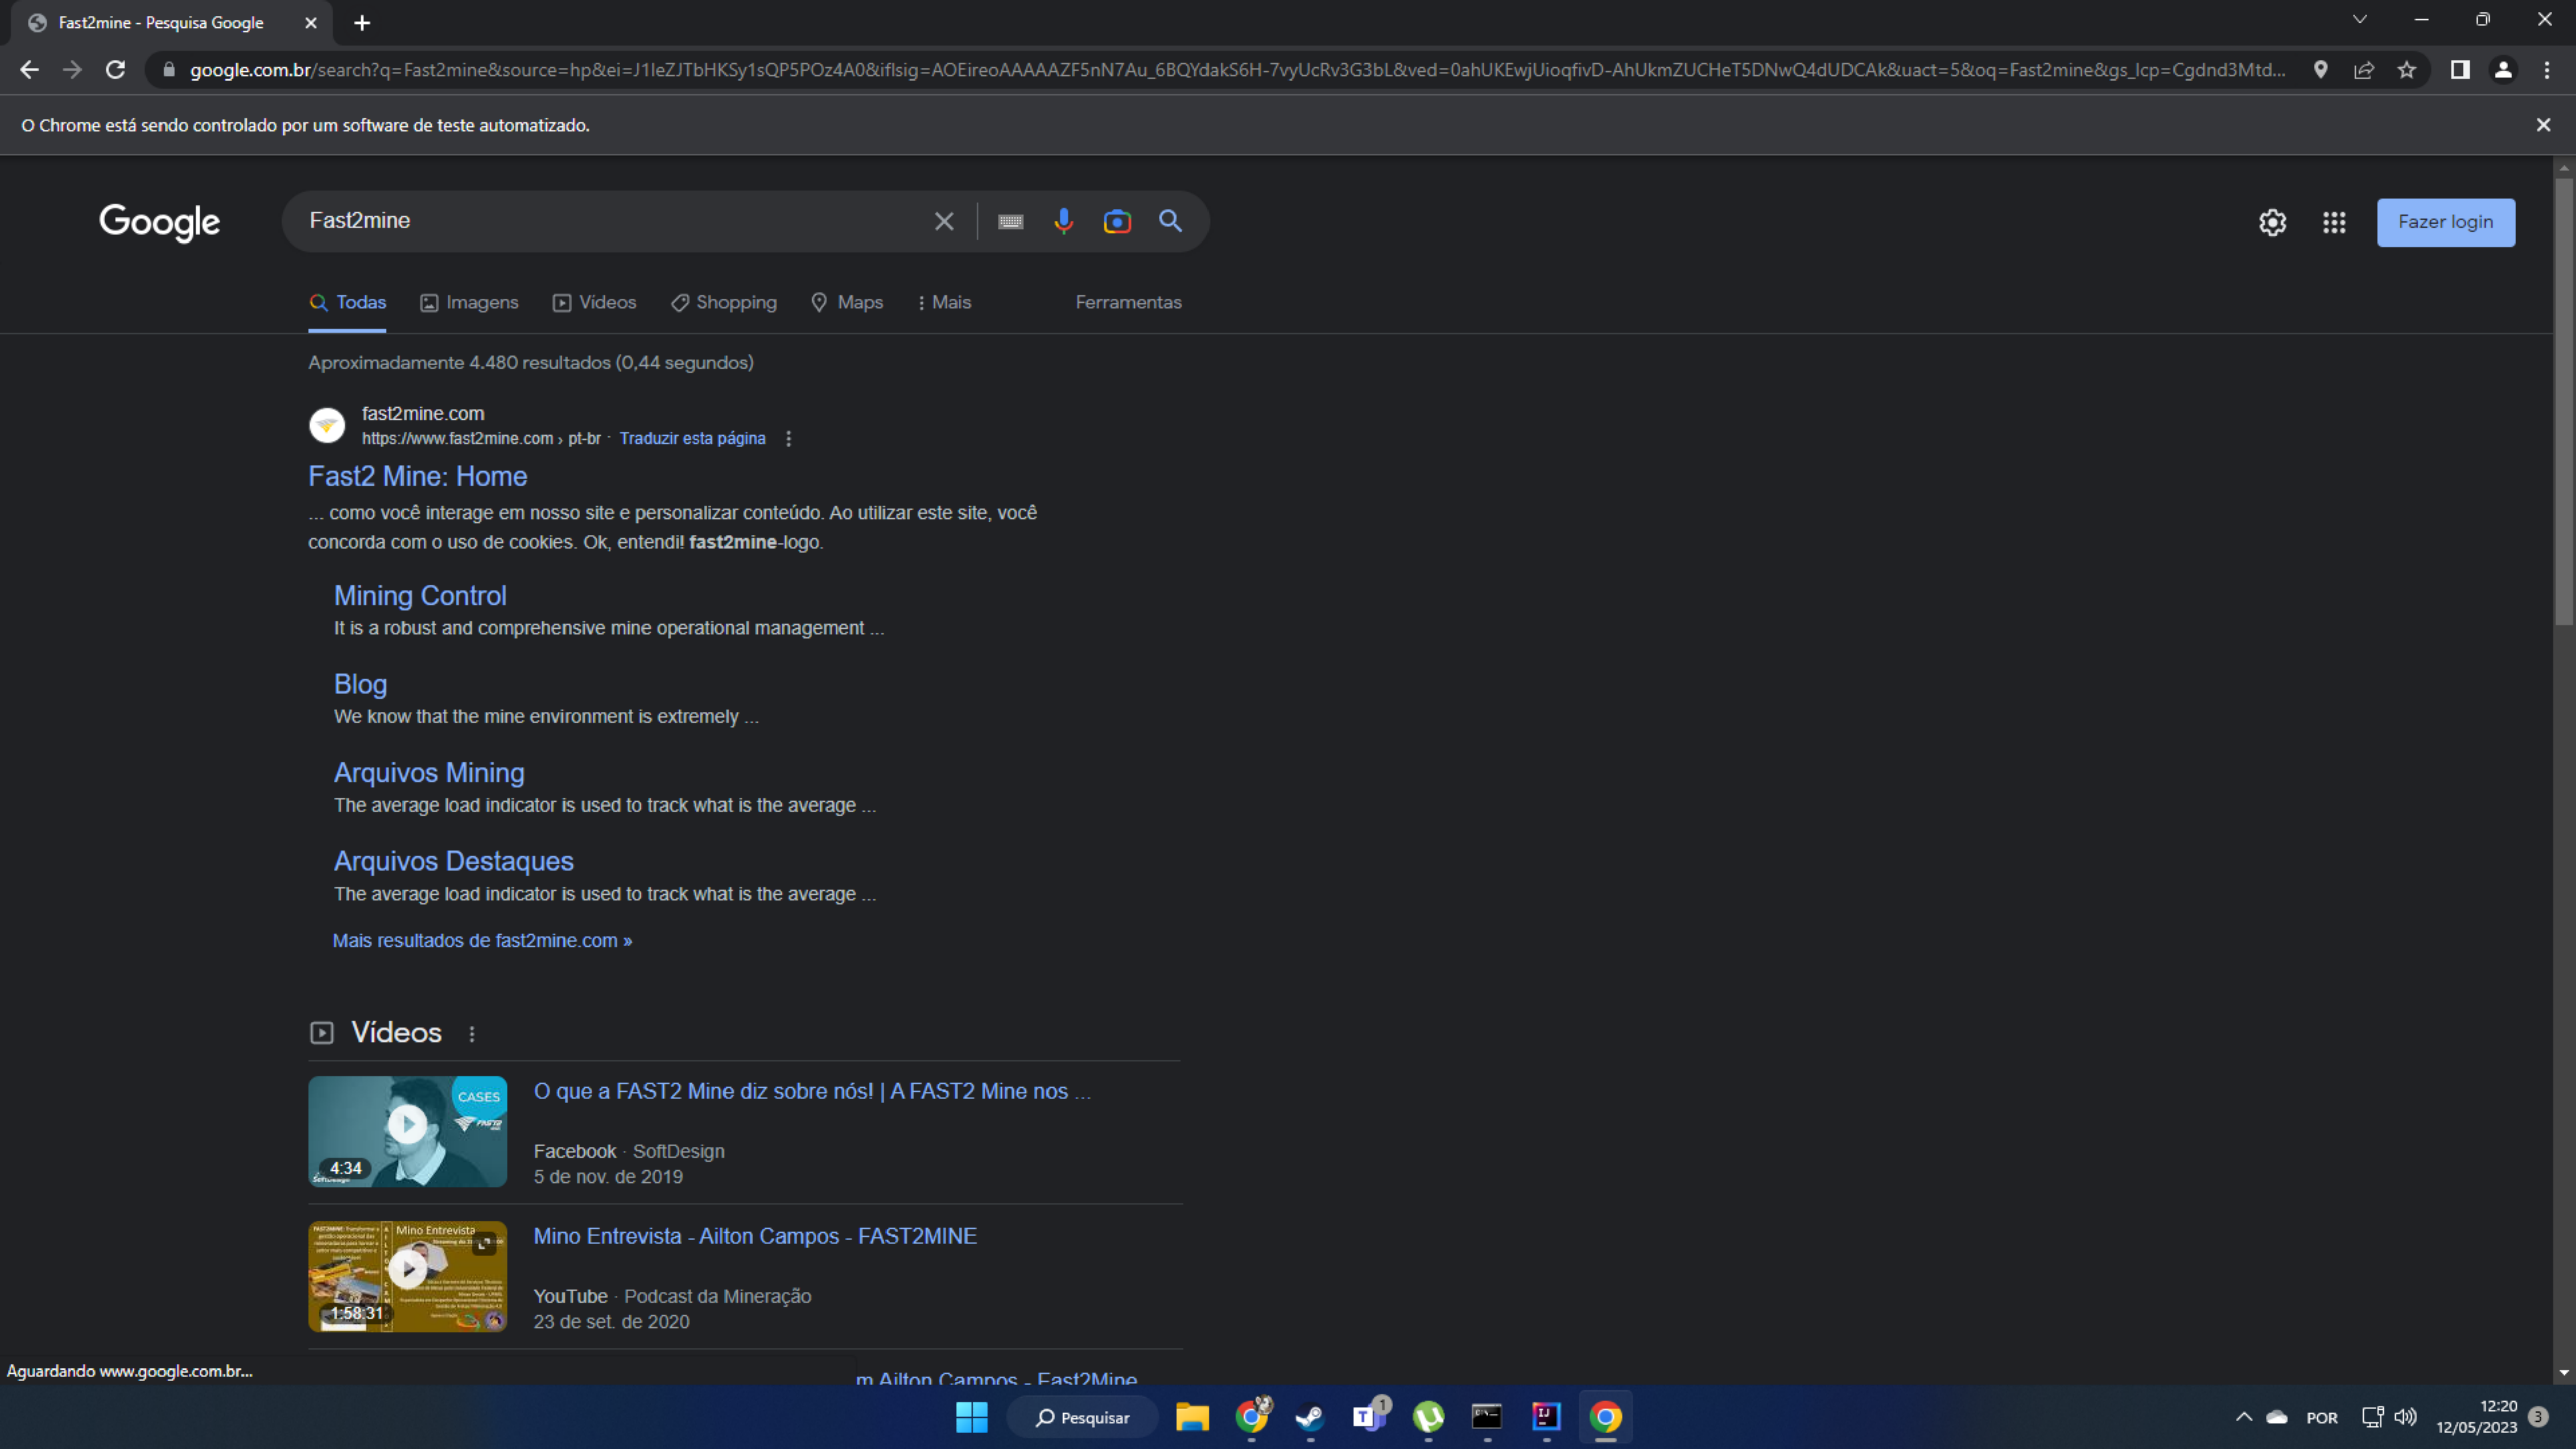 Fast2mine - Pesquisa Google
google.com.br/search?q=Fast2mine&source=hp&ei=J1leZJTbHKSy1sQP5POz4A0&iflsig=AOEireoAAAAAZF5nN7Au_6BQYdakS6H-7vyUcRv3G3bL&ved=0ahUKEwjUioqfivD-AhUkmZUCHeT5DNwQ4dUDCAk&uact=5&oq=Fast2mine&gs_lcp=Cgdnd3Mtd...
O Chrome está sendo controlado por um software de teste automatizado.
Google
Fast2mine
Fazer login
Todas Imagens Vídeos Shopping Maps Mais Ferramentas
Aproximadamente 4.480 resultados (0,44 segundos)
fast2mine.com
https://www.fast2mine.com › pt-br · Traduzir esta página
Fast2 Mine: Home
... como você interage em nosso site e personalizar conteúdo. Ao utilizar este site, você
concorda com o uso de cookies. Ok, entendi! fast2mine-logo.
Mining Control
It is a robust and comprehensive mine operational management ...
Blog
We know that the mine environment is extremely ...
Arquivos Mining
The average load indicator is used to track what is the average ...
Arquivos Destaques
The average load indicator is used to track what is the average ...
Mais resultados de fast2mine.com »
Vídeos
CASES
FAST2
4:34
SoftDesign
O que a FAST2 Mine diz sobre nós! | A FAST2 Mine nos ...
Facebook · SoftDesign
5 de nov. de 2019
Mino Entrevista
1:58:31
Mino Entrevista - Ailton Campos - FAST2MINE
YouTube · Podcast da Mineração
23 de set. de 2020
m Ailton Campos - Fast2Mine
Aguardando www.google.com.br...
Pesquisar
1
POR
12:20
12/05/2023
3